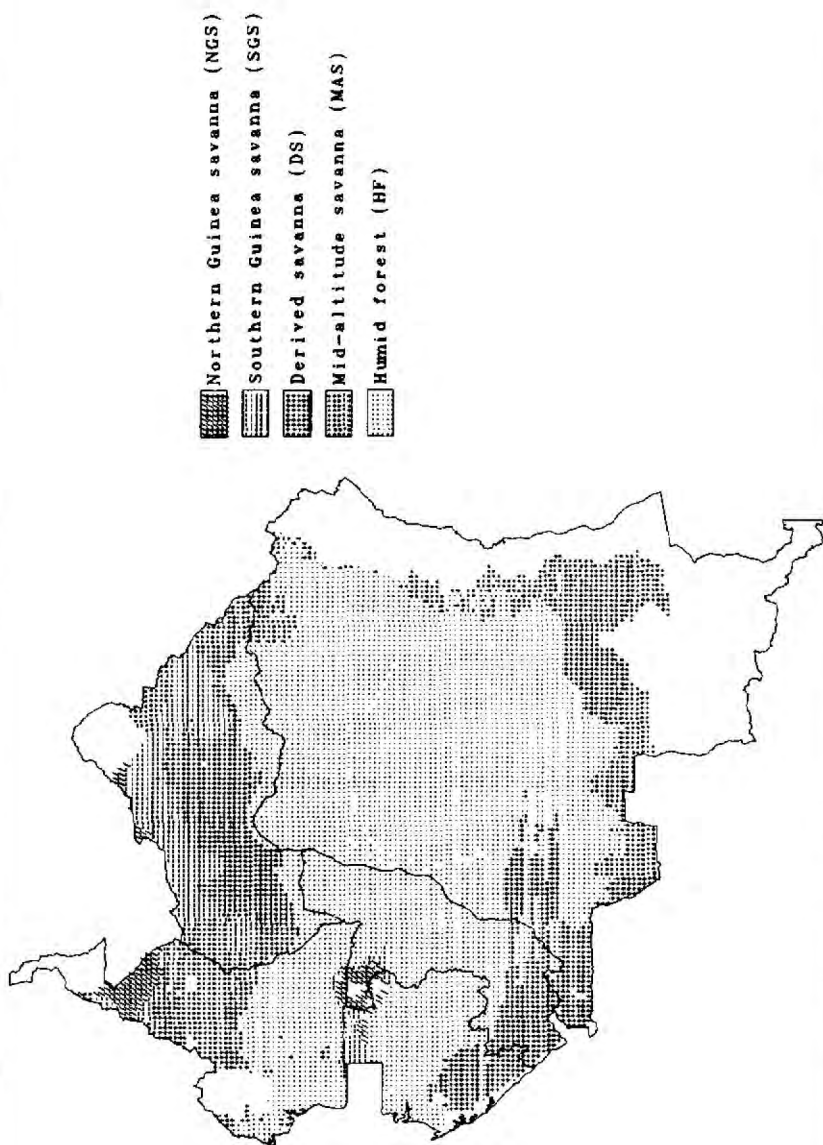 Northern Guinea savanna (NGS)
Southern Guinea savanna (SGS)
Derived savanna (DS)
Mid-altitude savanna (MAS)
Humid forest (HF)